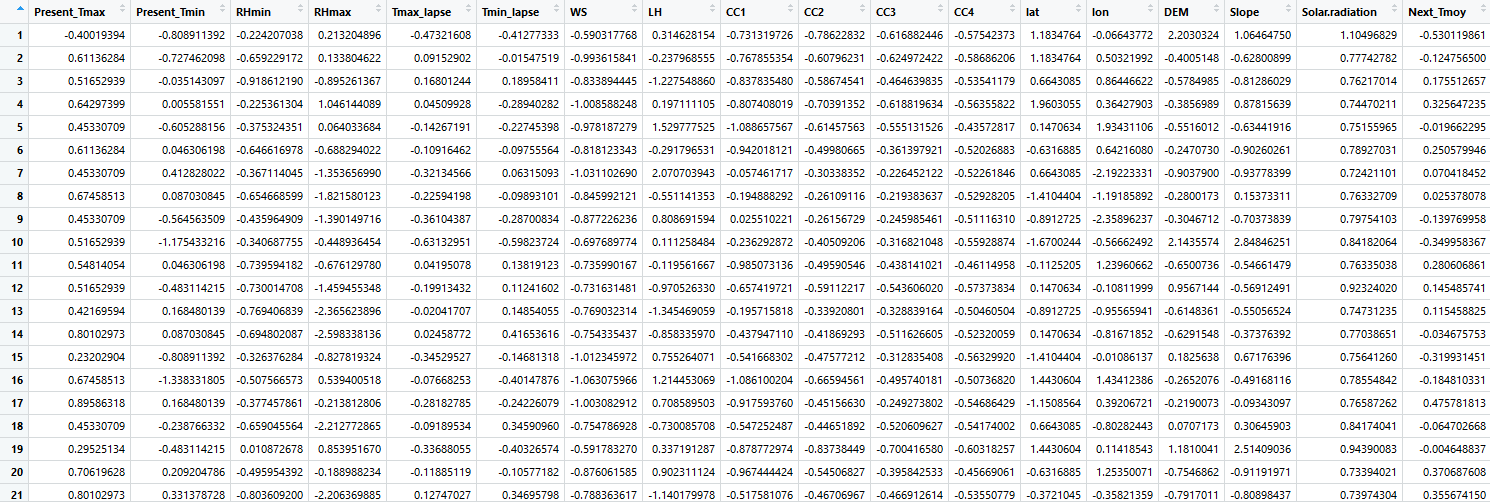 Present_Tmax Present_Tmin RHmin RHmax Tmax_lapse Tmin_lapse WS LH CC1 CC2 CC3 CC4 lat lon DEM Slope Solar.radiation Next_Tmoy
1 -0.40019394 -0.808911392 -0.224207038 0.213204896 -0.47321608 -0.41277333 -0.590317768 0.314628154 -0.731319726 -0.78622832 -0.616882446 -0.57542373 1.1834764 -0.06643772 2.2030324 1.06464750 1.10496829 -0.530119861
2 0.61136284 -0.727462098 -0.659229172 0.133804622 0.09152902 -0.01547519 -0.993615841 -0.237968555 -0.767855354 -0.60796231 -0.624972422 -0.58686206 1.1834764 0.50321992 -0.4005148 -0.62800899 0.77742782 -0.124756500
3 0.51652939 -0.035143097 -0.918612190 -0.895261367 0.16801244 0.18958411 -0.833894445 -1.227548860 -0.837835480 -0.58674541 -0.464639835 -0.53541179 0.6643085 0.86446622 -0.5784985 -0.81286029 0.76217014 0.175512657
4 0.64297399 0.005581551 -0.225361304 1.046144089 0.04509928 -0.28940282 -1.008588248 0.197111105 -0.807408019 -0.70391352 -0.618819634 -0.56355822 1.9603055 0.36427903 -0.3856989 0.87815639 0.74470211 0.325647235
5 0.45330709 -0.605288156 -0.375324351 0.064033684 -0.14267191 -0.22745398 -0.978187279 1.529777525 -1.088657567 -0.61457563 -0.555131526 -0.43572817 0.1470634 1.93431106 -0.5516012 -0.63441916 0.75155965 -0.019662295
6 0.61136284 0.046306198 -0.646616978 -0.688294022 -0.10916462 -0.09755564 -0.818123343 -0.291796531 -0.942018121 -0.49980665 -0.361397921 -0.52026883 -0.6316885 0.64216080 -0.2470730 -0.90260261 0.78927031 0.250579946
7 0.45330709 0.412828022 -0.367114045 -1.353656990 -0.32134566 0.06315093 -1.031102690 2.070703943 -0.057461717 -0.30338352 -0.226452122 -0.52261846 0.6643085 -2.19223331 -0.9037900 -0.93778399 0.72421101 0.070418452
8 0.67458513 0.087030845 -0.654668599 -1.821580123 -0.22594198 -0.09893101 -0.845992121 -0.551141353 -0.194888292 -0.26109116 -0.219383637 -0.52928205 -1.4104404 -1.19185892 -0.2800173 0.15373311 0.76332709 0.025378078
9 0.45330709 -0.564563509 -0.435964909 -1.390149716 -0.36104387 -0.28700834 -0.877226236 0.808691594 0.025510221 -0.26156729 -0.245985461 -0.51116310 -0.8912725 -2.35896237 -0.3046712 -0.70373839 0.79754103 -0.139769958
10 0.51652939 -1.175433216 -0.340687755 -0.448936454 -0.63132951 -0.59823724 -0.697689774 0.111258484 -0.236292872 -0.40509206 -0.316821048 -0.55928874 -1.6700244 -0.56662492 2.1435574 2.84846251 0.84182064 -0.349958367
11 0.54814054 0.046306198 -0.739594182 -0.676129780 0.04195078 0.13819123 -0.735990167 -0.119561667 -0.985073136 -0.49590546 -0.438141021 -0.46114958 -0.1125205 1.23960662 -0.6500736 -0.54661479 0.76335038 0.280606861
12 0.51652939 -0.483114215 -0.730014708 -1.459455348 -0.19913432 0.11241602 -0.731631481 -0.970526330 -0.657419721 -0.59112217 -0.543606020 -0.57373834 0.1470634 -0.10811999 0.9567144 -0.56912491 0.92324020 0.145485741
13 0.42169594 0.168480139 -0.769406839 -2.365623896 -0.02041707 0.14854055 -0.769032314 -1.345469059 -0.195715818 -0.33920801 -0.328839164 -0.50460504 -0.8912725 -0.95565941 -0.6148361 -0.55056524 0.74731235 0.115458825
14 0.80102973 0.087030845 -0.694802087 -2.598338136 0.02458772 0.41653616 -0.754335437 -0.858335970 -0.437947110 -0.41869293 -0.511626605 -0.52320059 0.1470634 -0.81671852 -0.6291548 -0.37376392 0.77038651 -0.034675753
15 0.23202904 -0.808911392 -0.326376284 -0.827819324 -0.34529527 -0.14681318 -1.012345972 0.755264071 -0.541668302 -0.47577212 -0.312835408 -0.56329920 -1.4104404 -0.01086137 0.1825638 0.67176396 0.75641260 -0.319931451
16 0.67458513 -1.338331805 -0.507566573 0.539400518 -0.07668253 -0.40147876 -1.063075966 1.214453069 -1.086100204 -0.66594561 -0.495740181 -0.50736820 1.4430604 1.43412386 -0.2652076 -0.49168116 0.78554842 -0.184810331
17 0.89586318 0.168480139 -0.377457861 -0.213812806 -0.28182785 -0.24226079 -1.003082912 0.708589503 -0.917593760 -0.45156630 -0.249273802 -0.54686429 -1.1508564 0.39206721 -0.2190073 -0.09343097 0.76587262 0.475781813
18 0.45330709 -0.238766332 -0.659045564 -2.212772865 -0.09189534 0.34590960 -0.754786928 -0.730085708 -0.547252487 -0.44651892 -0.520609627 -0.54174002 0.6643085 -0.80282443 0.0707173 0.30645903 0.84174041 -0.064702668
19 0.29525134 -0.483114215 0.010872678 0.853951670 -0.33688055 -0.40326574 -0.591783270 0.337191287 -0.878772974 -0.83738449 -0.700416580 -0.60318257 1.4430604 0.11418543 1.1810041 2.51409036 0.94390083 -0.004648837
20 0.70619628 0.209204786 -0.495954392 -0.188988234 -0.11885119 -0.10577182 -0.876061585 0.902311124 -0.967444424 -0.54506827 -0.395842533 -0.45669061 -0.6316885 1.25350071 -0.7546862 -0.91191971 0.73394021 0.370687608
21 0.80102973 0.331378728 -0.803609200 -2.206369885 0.12747027 0.34695798 -0.788363617 -1.140179978 -0.517581076 -0.46706967 -0.466912614 -0.53550779 -0.3721045 -0.35821359 -0.7917011 -0.80898437 0.73974304 0.355674150